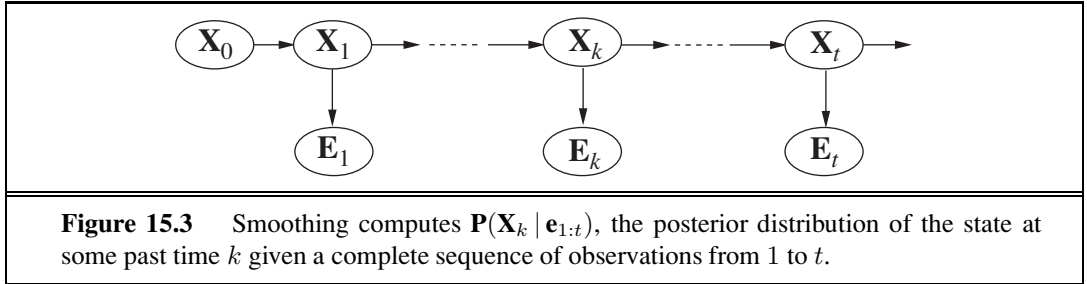 X0 X1 Xk Xt
E1 Ek Et
Figure 15.3 Smoothing computes P(Xk | e1:t), the posterior distribution of the state at
some past time k given a complete sequence of observations from 1 to t.